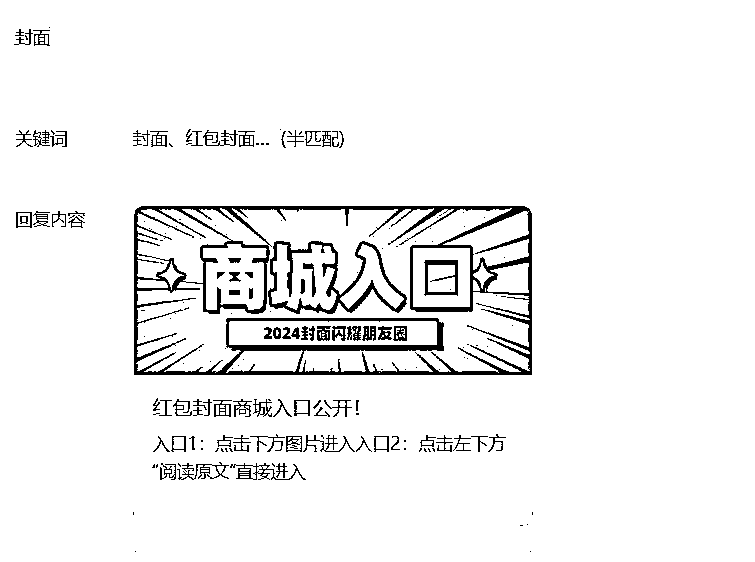 封面
关键词 封面、红包封面... (半匹配)
回复内容
商城入口
2024封面闪耀朋友圈
红包封面商城入口公开!
入口1：点击下方图片进入入口2：点击左下方
“阅读原文”直接进入